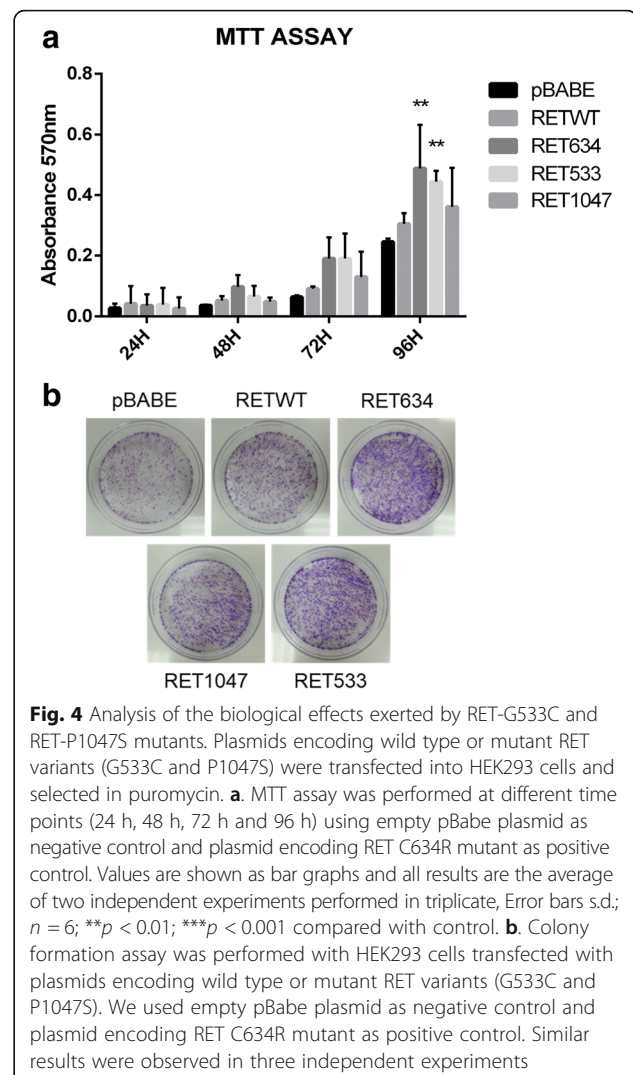 a
MTT ASSAY
Absorbance 570nm
0.8
0.6
0.4
0.2
0.0
24H
48H
72H
96H
**
**
pBABE
RETWT
RET634
RET533
RET1047
b
pBABE
RETWT
RET634
RET1047
RET533
Fig. 4 Analysis of the biological effects exerted by RET-G533C and
RET-P1047S mutants. Plasmids encoding wild type or mutant RET
variants (G533C and P1047S) were transfected into HEK293 cells and
selected in puromycin. a. MTT assay was performed at different time
points (24 h, 48 h, 72 h and 96 h) using empty pBabe plasmid as
negative control and plasmid encoding RET C634R mutant as positive
control. Values are shown as bar graphs and all results are the average
of two independent experiments performed in triplicate, Error bars s.d.;
n = 6; **p < 0.01; ***p < 0.001 compared with control. b. Colony
formation assay was performed with HEK293 cells transfected with
plasmids encoding wild type or mutant RET variants (G533C and
P1047S). We used empty pBabe plasmid as negative control and
plasmid encoding RET C634R mutant as positive control. Similar
results were observed in three independent experiments